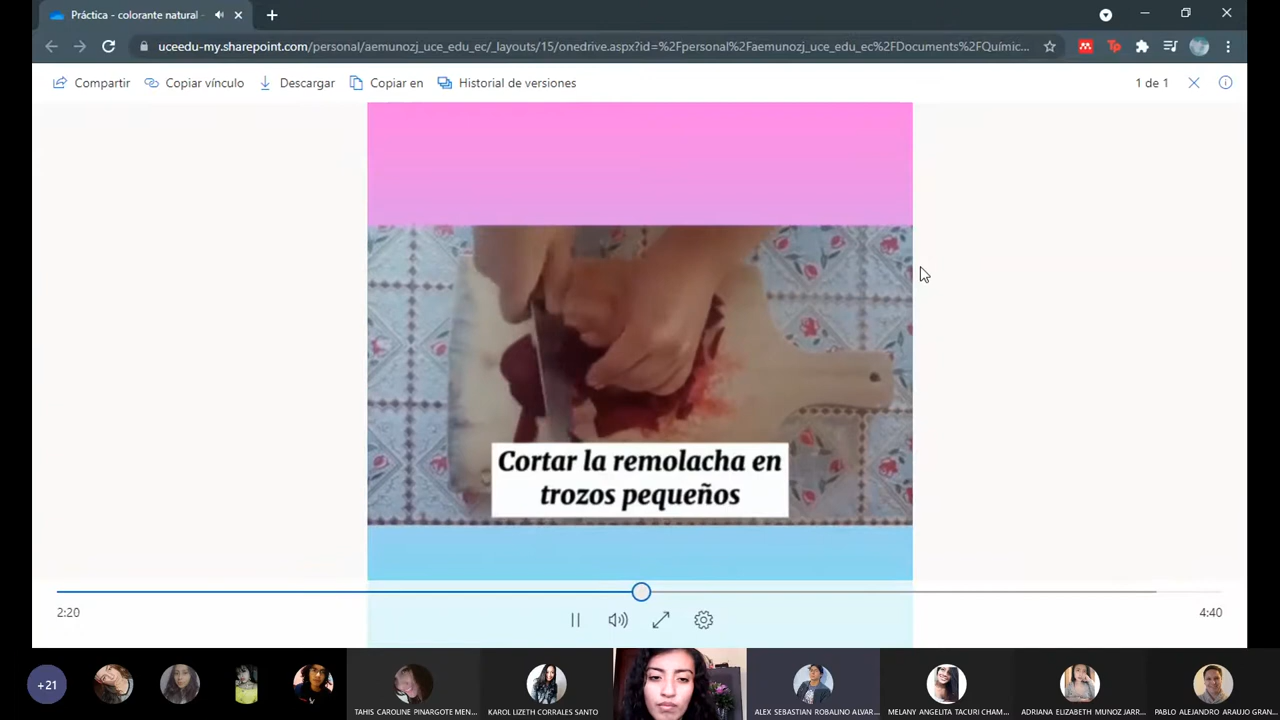 Práctica - colorante natural -
uceedu-my.sharepoint.com/personal/aemunozj_uce_edu_ec/_layouts/15/onedrive.aspx?id=%2Fpersonal%2Faemunozj_uce_edu_ec%2FDocuments%2FQuímic...
Compartir Copiar vínculo Descargar Copiar en Historial de versiones 1 de 1
Cortar la remolacha en
trozos pequeños
2:20 4:40
+21
TAHIS CAROLINE PINARGOTE MEN... KAROL LIZETH CORRALES SANTO ALEX SEBASTIAN ROBALINO ALVAR... MELANY ANGELITA TACURI CHAM... ADRIANA ELIZABETH MUNOZ JARR... PABLO ALEJANDRO ARAUJO GRAN...